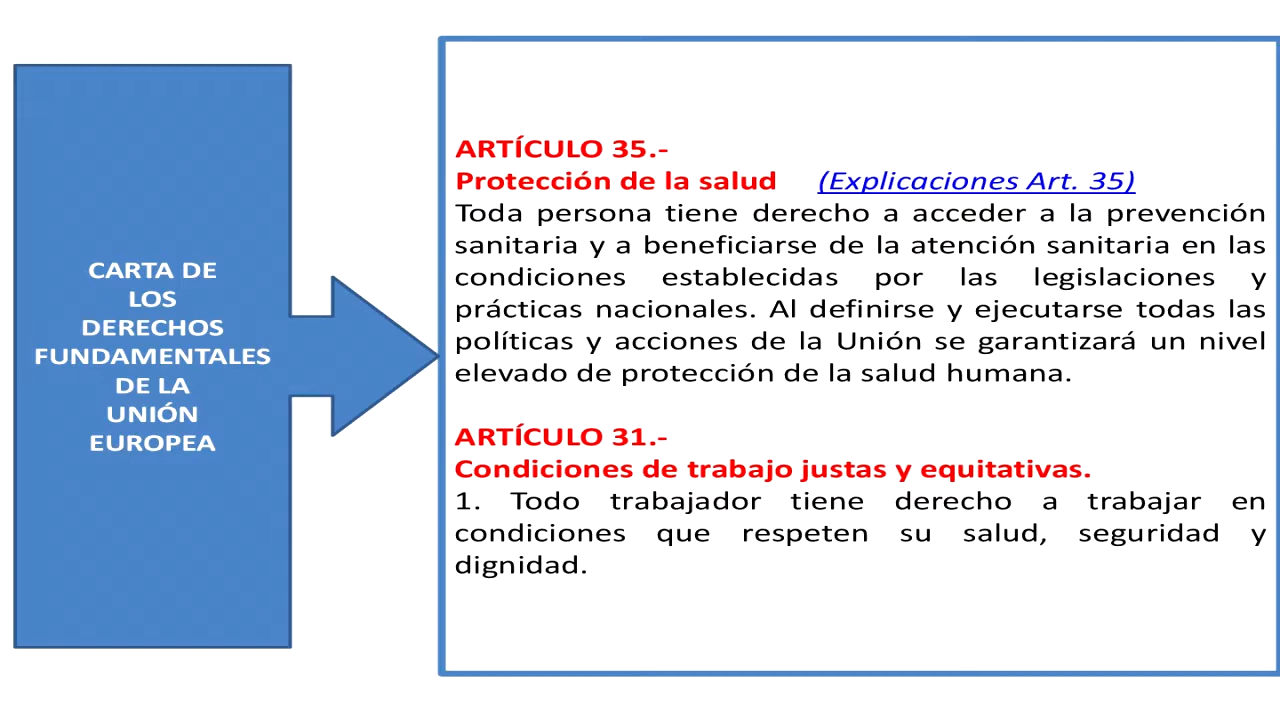 CARTA DE
LOS
DERECHOS
FUNDAMENTALES
DE LA
UNIÓN
EUROPEA
ARTÍCULO 35.-
Protección de la salud (Explicaciones Art. 35)
Toda persona tiene derecho a acceder a la prevención
sanitaria y a beneficiarse de la atención sanitaria en las
condiciones establecidas por las legislaciones y
prácticas nacionales. Al definirse y ejecutarse todas las
políticas y acciones de la Unión se garantizará un nivel
elevado de protección de la salud humana.
ARTÍCULO 31.-
Condiciones de trabajo justas y equitativas.
1. Todo trabajador tiene derecho a trabajar en
condiciones que respeten su salud, seguridad y
dignidad.